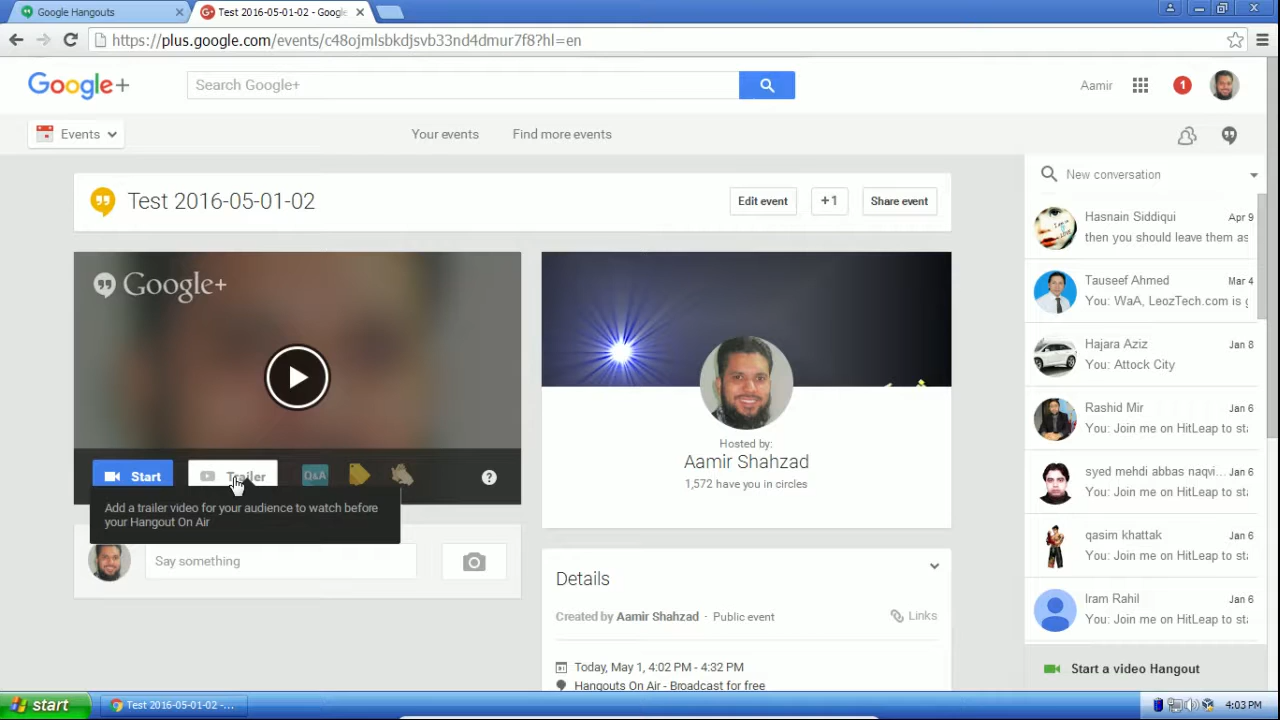 Google Hangouts
Test 2016-05-01-02 - Googl
https://plus.google.com/events/c48ojmlsbkdjsvb33nd4dmur7f8?hl=en
Google+
Search Google+
Aamir
1
Events
Your events
Find more events
Test 2016-05-01-02
Edit event
+1
Share event
Google+
Start
Trailer
Q&A
?
Add a trailer video for your audience to watch before
your Hangout On Air
Say something
Hosted by:
Aamir Shahzad
1,572 have you in circles
Details
Created by Aamir Shahzad - Public event
Links
Today, May 1, 4:02 PM - 4:32 PM
Hangouts On Air - Broadcast for free
New conversation
Hasnain Siddiqui Apr 9
then you should leave them as
Tauseef Ahmed Mar 4
You: WaA, LeozTech.com is g
Hajara Aziz Jan 8
You: Attock City
Rashid Mir Jan 6
You: Join me on HitLeap to sta
syed mehdi abbas naqvi... Jan 6
You: Join me on HitLeap to sta
qasim khattak Jan 6
You: Join me on HitLeap to sta
Iram Rahil Jan 6
You: Join me on HitLeap to sta
Start a video Hangout
start
Test 2016-05-01-02 -...
4:03 PM